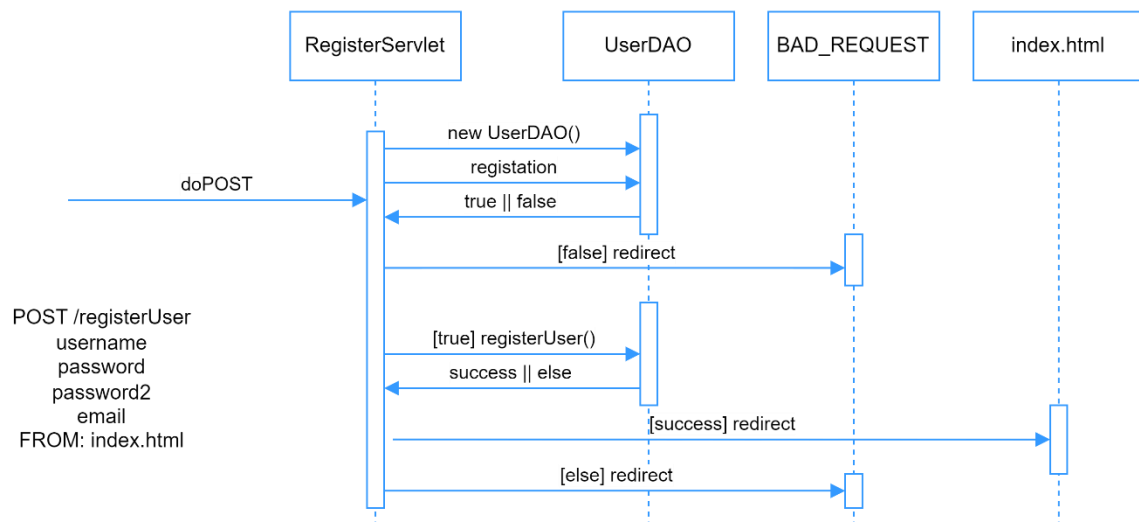 RegisterServlet
UserDAO
BAD_REQUEST
index.html
new UserDAO()
registation
doPOST
true || false
[false] redirect
POST /registerUser
username
password
password2
email
FROM: index.html
[true] registerUser()
success || else
[success] redirect
[else] redirect